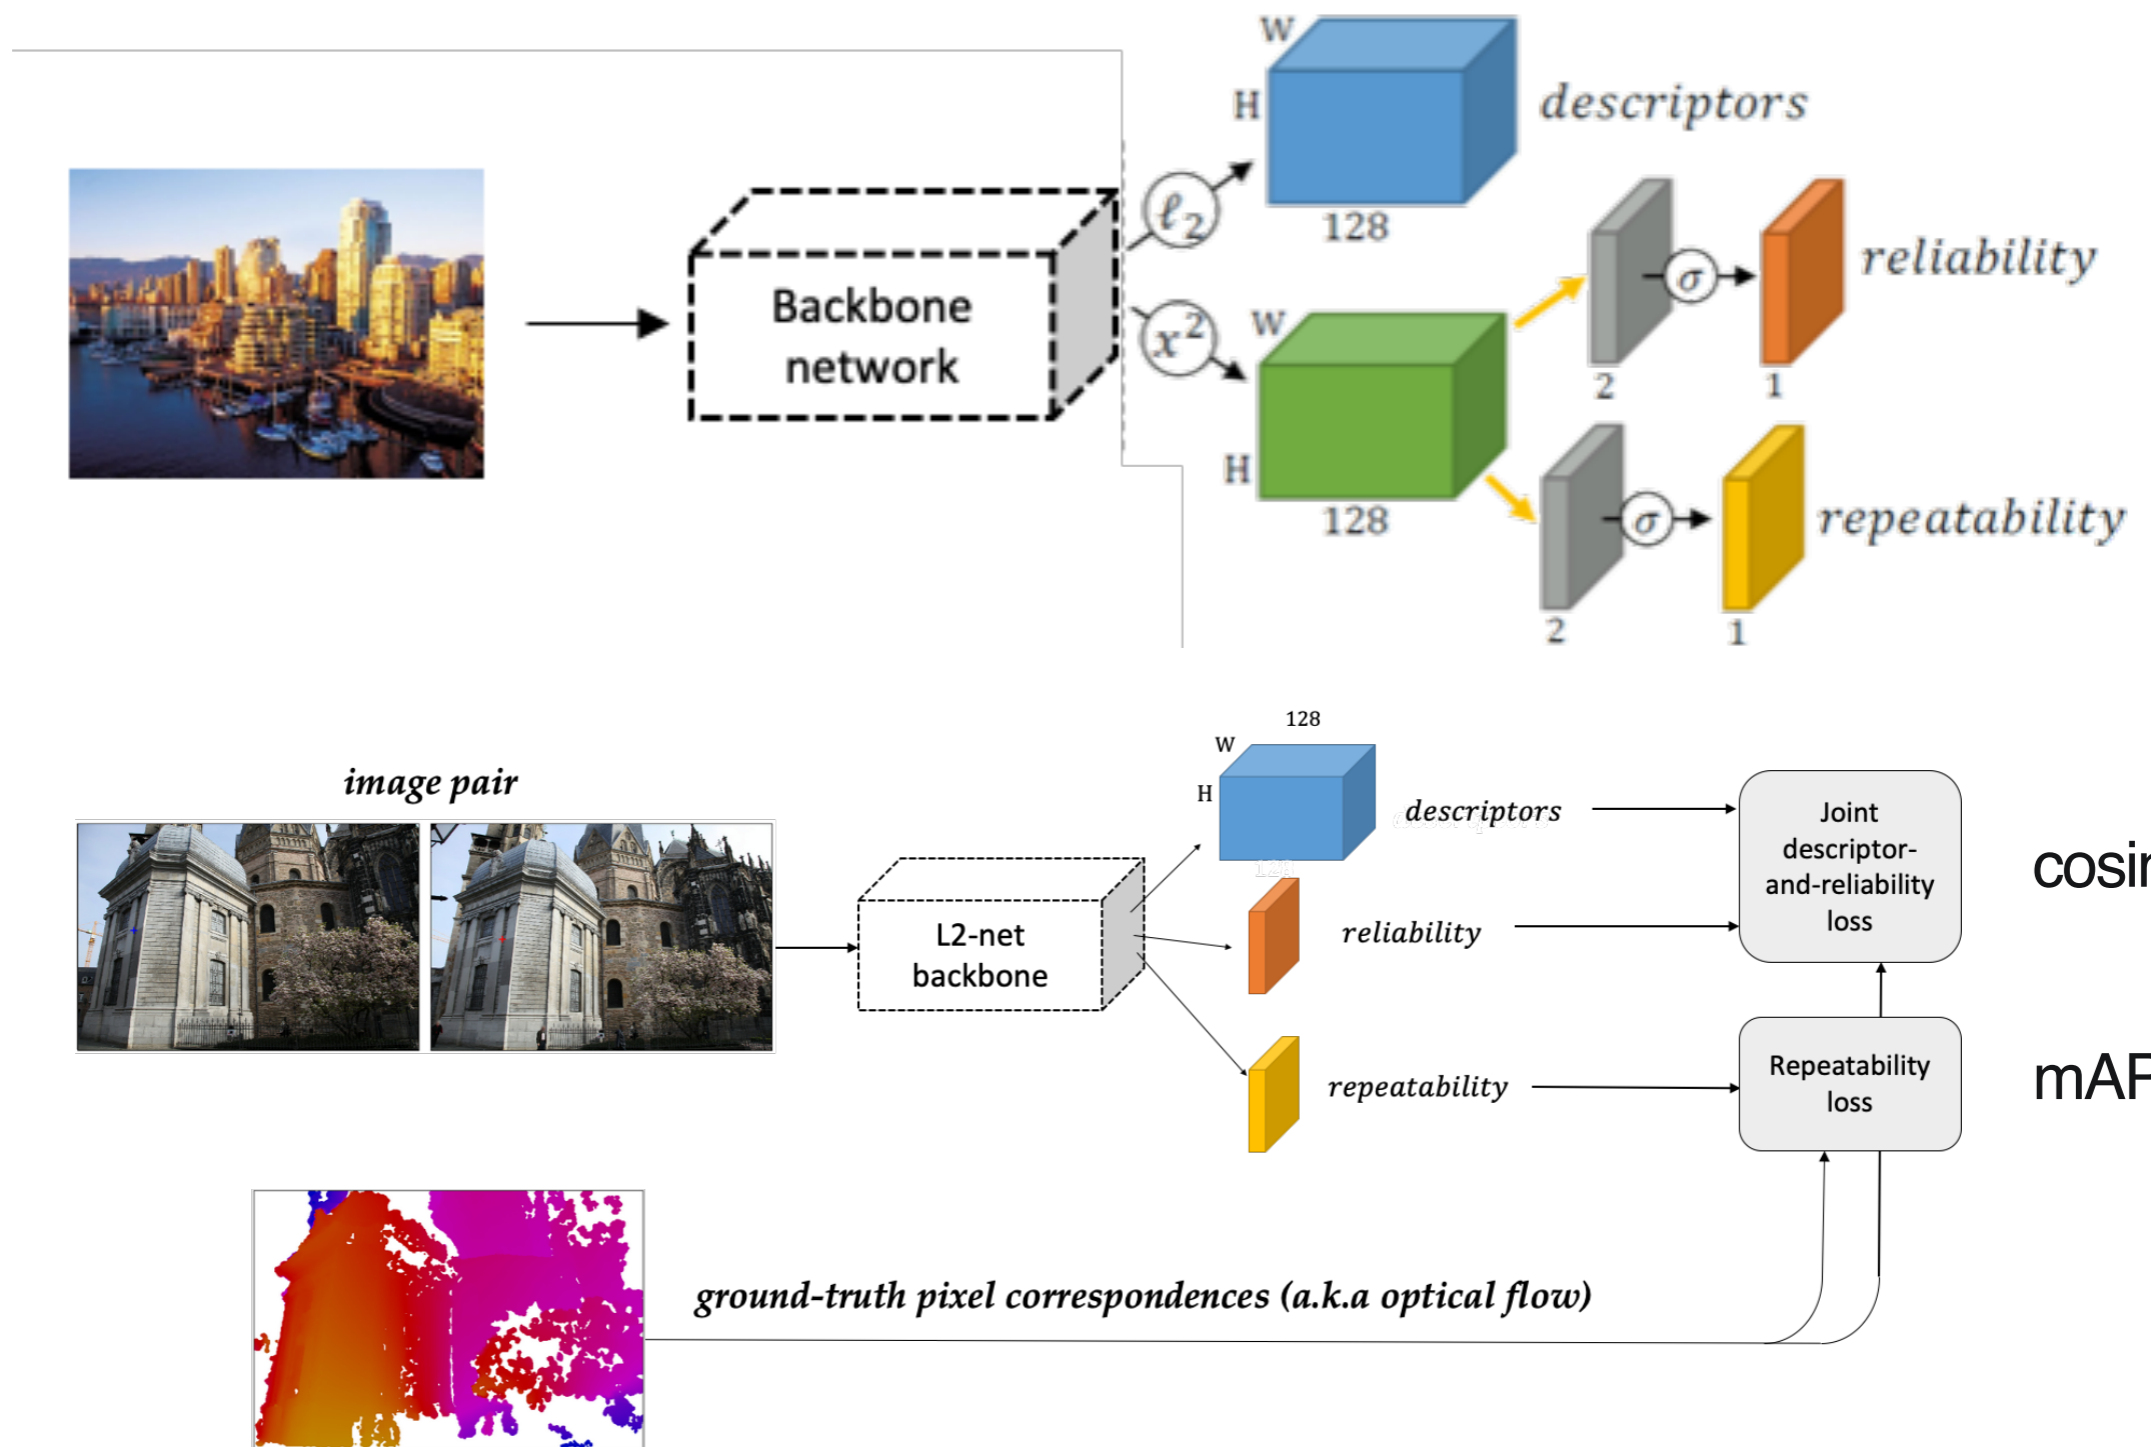 W
H
descriptors
128
ℓ2
reliability
σ
2
1
Backbone
network
x²
W
H
128
repeatability
σ
2
1
image pair
128
W
H
descriptors
reliability
repeatability
L2-net
backbone
Joint
descriptor-
and-reliability
loss
Repeatability
loss
ground-truth pixel correspondences (a.k.a optical flow)